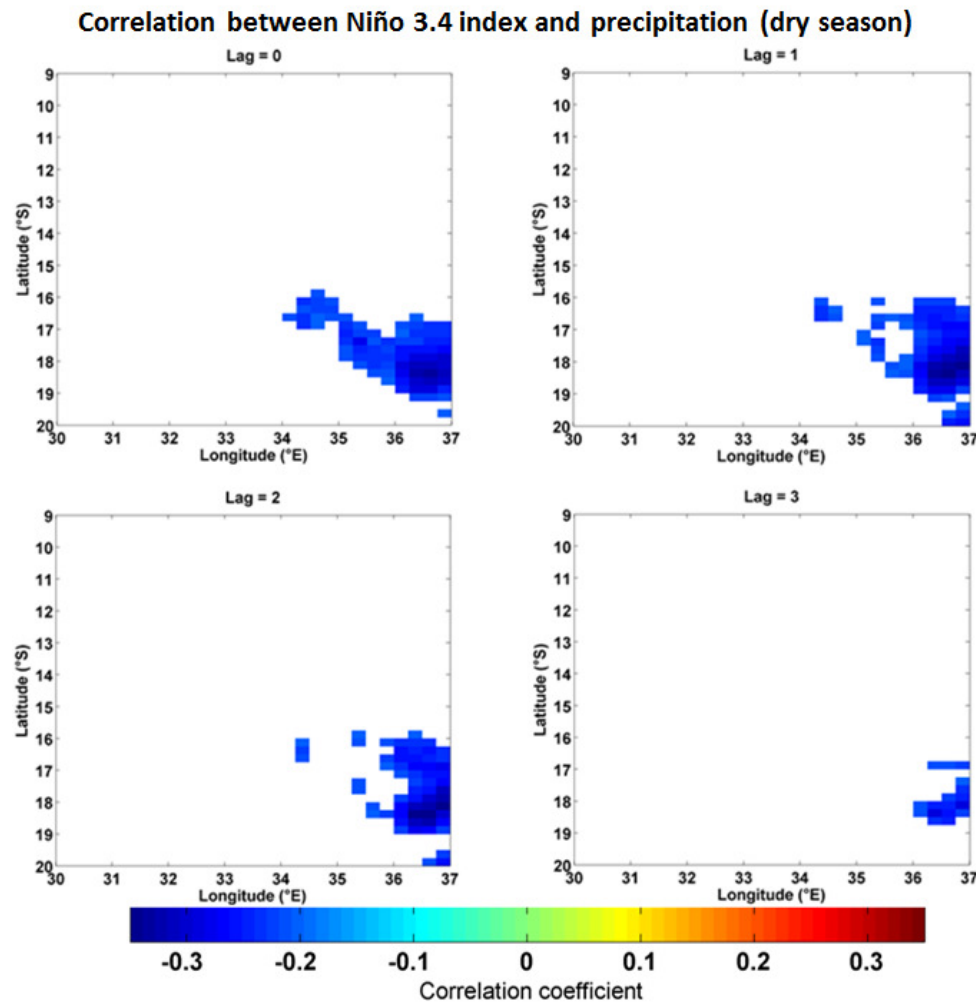 Correlation between Niño 3.4 index and precipitation (dry season)
Lag = 0
9
10
11
12
13
14
15
16
17
18
19
20
Latitude (°S)
30 31 32 33 34 35 36 37
Longitude (°E)
Lag = 1
9
10
11
12
13
14
15
16
17
18
19
20
Latitude (°S)
30 31 32 33 34 35 36 37
Longitude (°E)
Lag = 2
9
10
11
12
13
14
15
16
17
18
19
20
Latitude (°S)
30 31 32 33 34 35 36 37
Longitude (°E)
Lag = 3
9
10
11
12
13
14
15
16
17
18
19
20
Latitude (°S)
30 31 32 33 34 35 36 37
Longitude (°E)
-0.3 -0.2 -0.1 0 0.1 0.2 0.3
Correlation coefficient